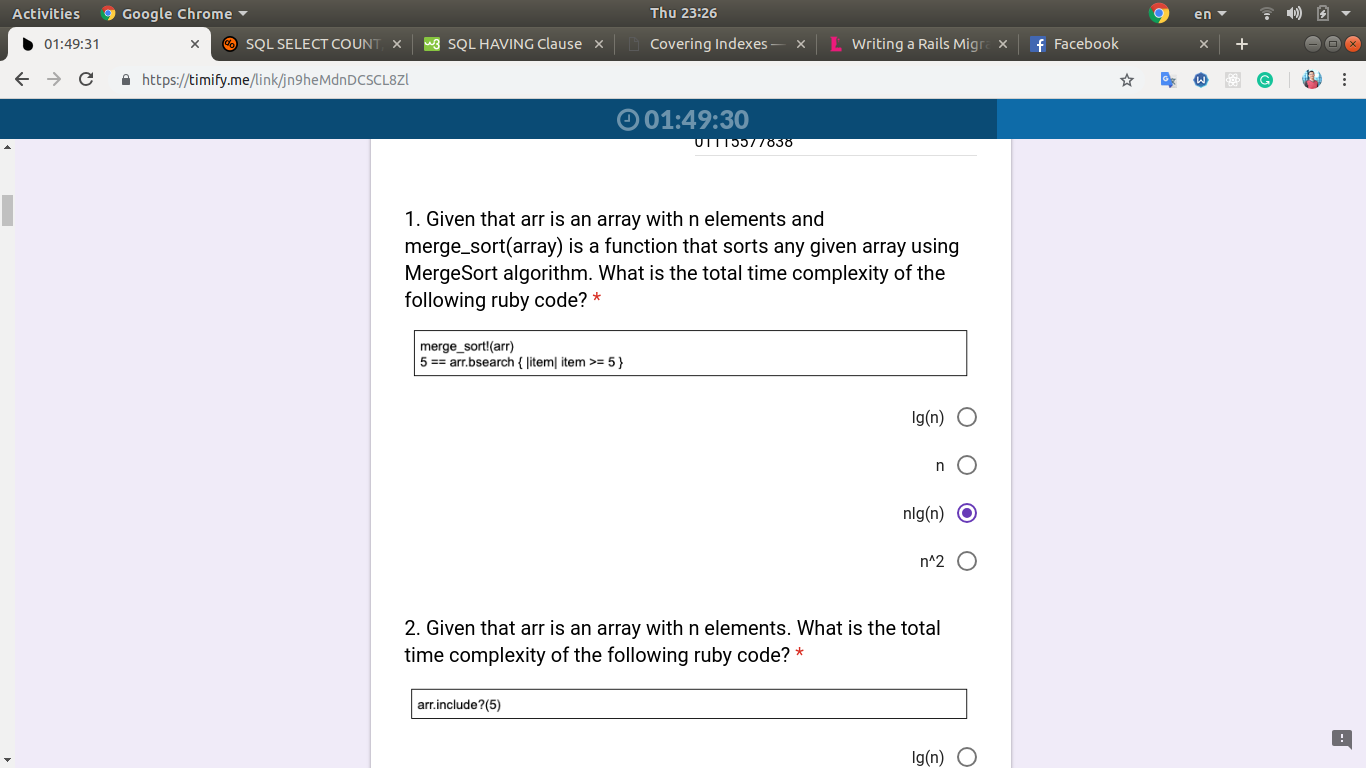 Activities Google Chrome Thu 23:26 en
01:49:31 SQL SELECT COUNT, SQL HAVING Clause Covering Indexes — Writing a Rails Migra Facebook
https://timify.me/link/jn9heMdnDCSCL8Zl
01:49:30
01115577838
1. Given that arr is an array with n elements and
merge_sort(array) is a function that sorts any given array using
MergeSort algorithm. What is the total time complexity of the
following ruby code? *
merge_sort!(arr)
5 == arr.bsearch { |item| item >= 5 }
lg(n)
n
nlg(n)
n^2
2. Given that arr is an array with n elements. What is the total
time complexity of the following ruby code? *
arr.include?(5)
lg(n)